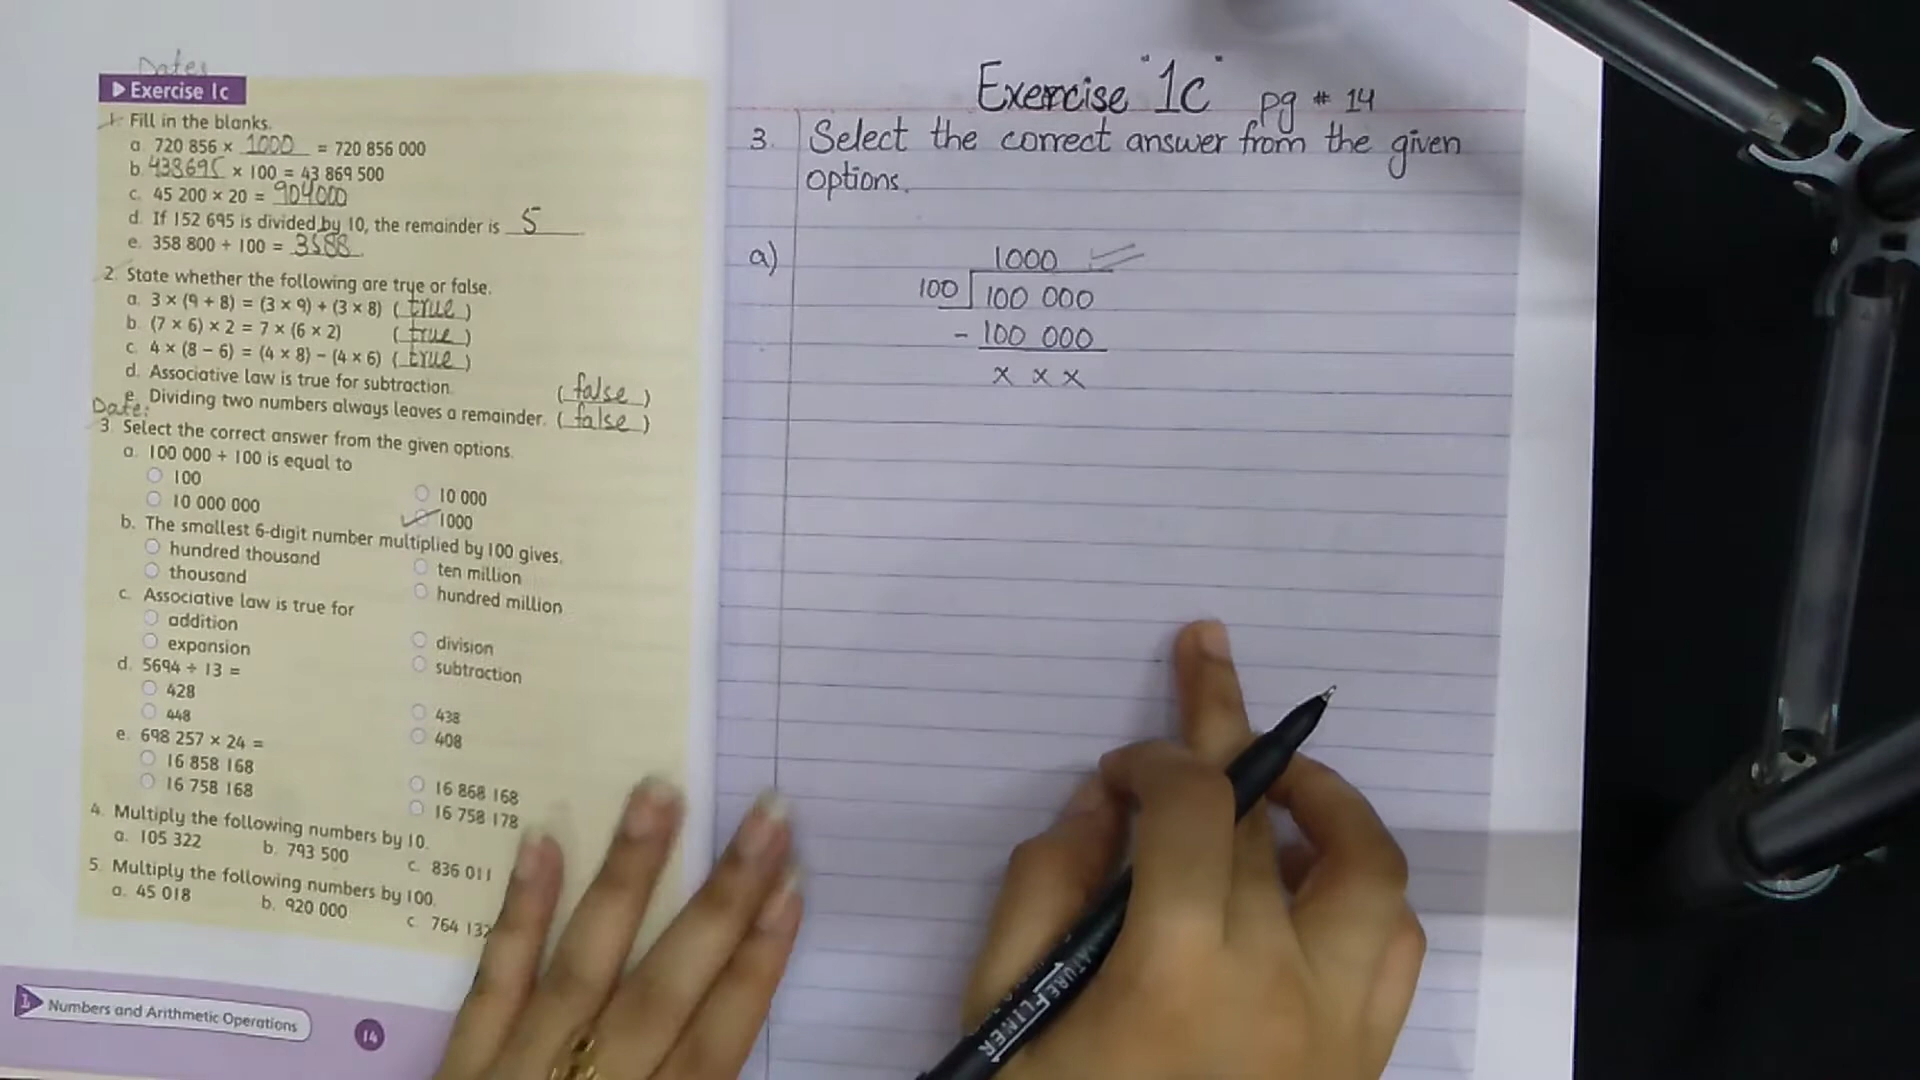 Dates
Exercise 1c
1. Fill in the blanks.
a. 720 856 × 1000 = 720 856 000
b. 438695 × 100 = 43 869 500
c. 45 200 × 20 = 904000
d. If 152 695 is divided by 10, the remainder is 5
e. 358 800 ÷ 100 = 3588.
2. State whether the following are true or false.
a. 3 × (9 + 8) = (3 × 9) + (3 × 8) (true)
b. (7 × 6) × 2 = 7 × (6 × 2) (true)
c. 4 × (8 − 6) = (4 × 8) − (4 × 6) (true)
d. Associative law is true for subtraction. (false)
e. Dividing two numbers always leaves a remainder. (false)
Date:
3. Select the correct answer from the given options.
a. 100 000 ÷ 100 is equal to
100 10 000
10 000 000 1000
b. The smallest 6-digit number multiplied by 100 gives.
hundred thousand ten million
thousand hundred million
c. Associative law is true for
addition division
expansion subtraction
d. 5694 ÷ 13 =
428 438
448 408
e. 698 257 × 24 =
16 858 168 16 868 168
16 758 168 16 758 178
4. Multiply the following numbers by 10.
a. 105 322 b. 793 500 c. 836 011
5. Multiply the following numbers by 100.
a. 45 018 b. 920 000 c. 764 132
1 Numbers and Arithmetic Operations 14
Exercise "1c" pg # 14
3. Select the correct answer from the given
options.
a) 1000
100 100 000
- 100 000
x x x